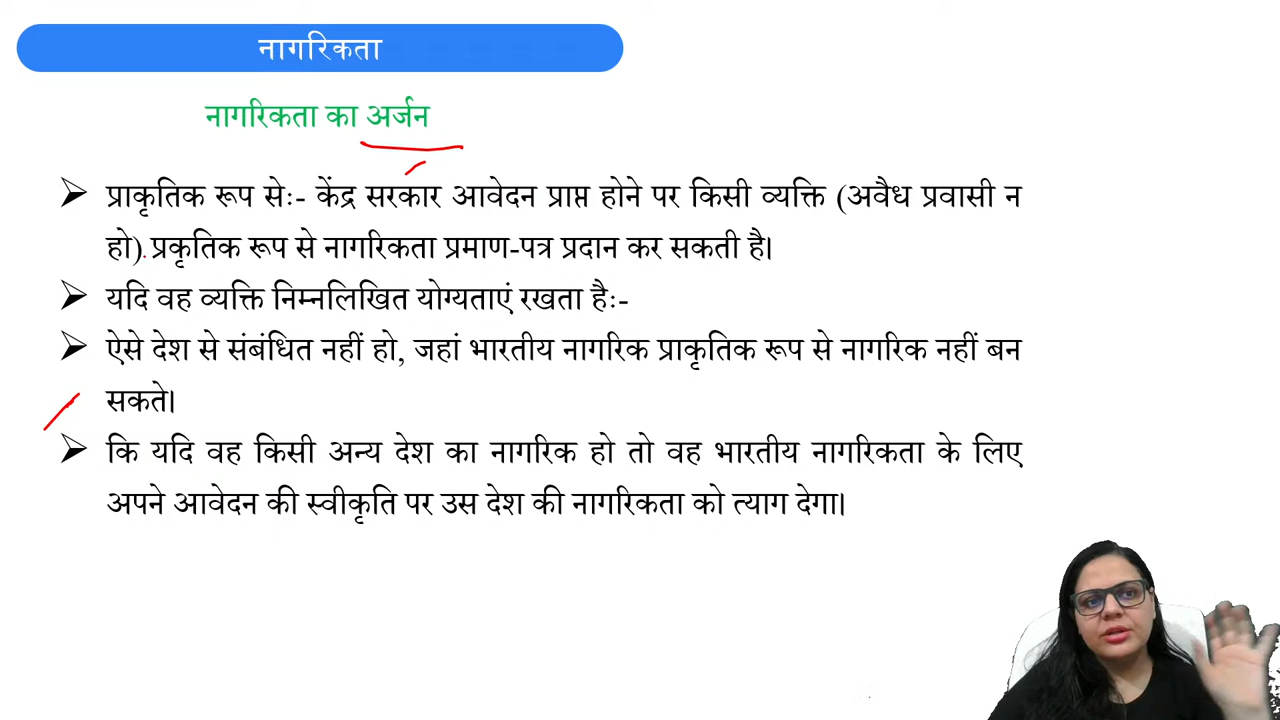 नागरिकता
नागरिकता का अर्जन
प्राकृतिक रूप सेः- केंद्र सरकार आवेदन प्राप्त होने पर किसी व्यक्ति (अवैध प्रवासी न
हो) प्रकृतिक रूप से नागरिकता प्रमाण-पत्र प्रदान कर सकती है।
यदि वह व्यक्ति निम्नलिखित योग्यताएं रखता हैः-
ऐसे देश से संबंधित नहीं हो, जहां भारतीय नागरिक प्राकृतिक रूप से नागरिक नहीं बन
सकते।
कि यदि वह किसी अन्य देश का नागरिक हो तो वह भारतीय नागरिकता के लिए
अपने आवेदन की स्वीकृति पर उस देश की नागरिकता को त्याग देगा।